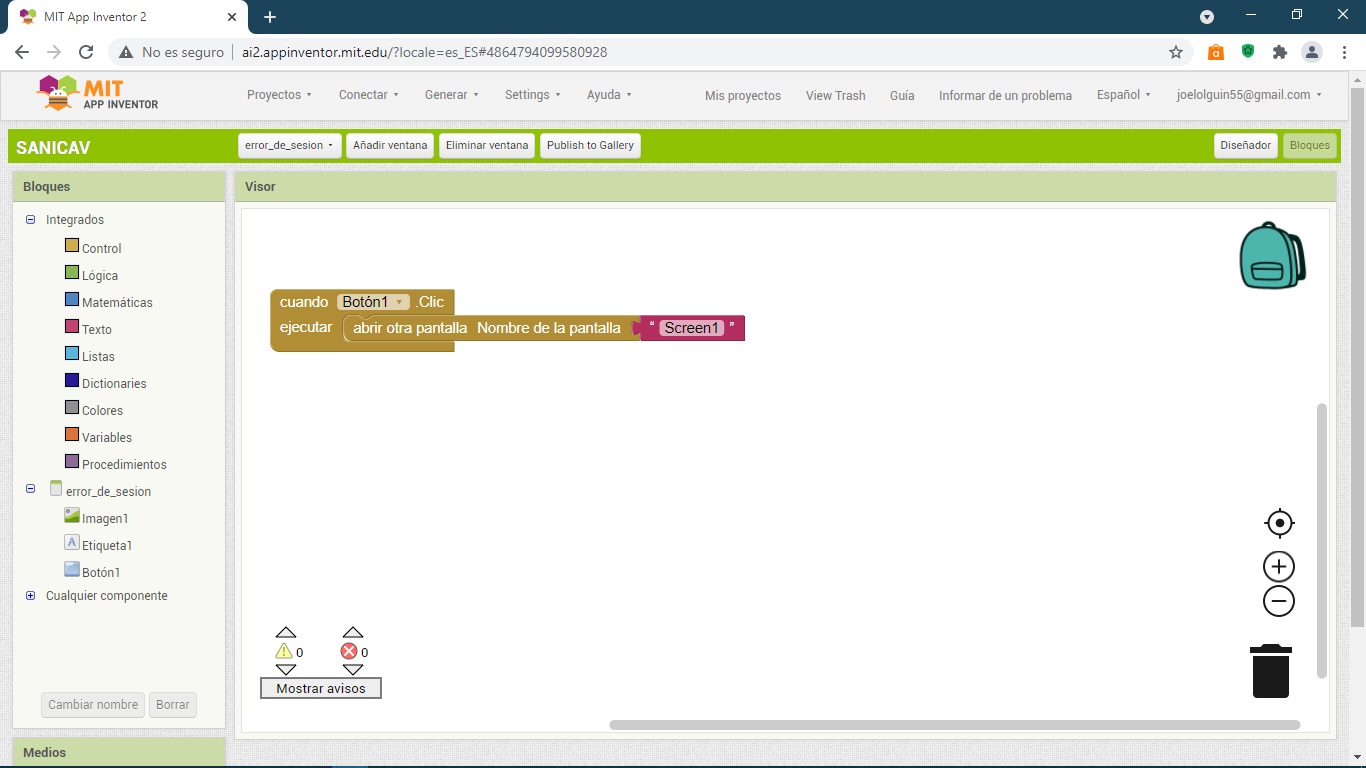 MIT App Inventor 2
No es seguro
ai2.appinventor.mit.edu/?locale=es_ES#4864794099580928
MIT
APP INVENTOR
Proyectos
Conectar
Generar
Settings
Ayuda
Mis proyectos
View Trash
Guía
Informar de un problema
Español
joelolguin55@gmail.com
SANICAV
error_de_sesion
Añadir ventana
Eliminar ventana
Publish to Gallery
Diseñador
Bloques
Bloques
Visor
Integrados
Control
Lógica
Matemáticas
Texto
Listas
Dictionaries
Colores
Variables
Procedimientos
error_de_sesion
Imagen1
A Etiqueta1
Botón1
Cualquier componente
Cambiar nombre
Borrar
Medios
cuando Botón1 .Clic
ejecutar abrir otra pantalla Nombre de la pantalla “ Screen1 ”
0
0
Mostrar avisos